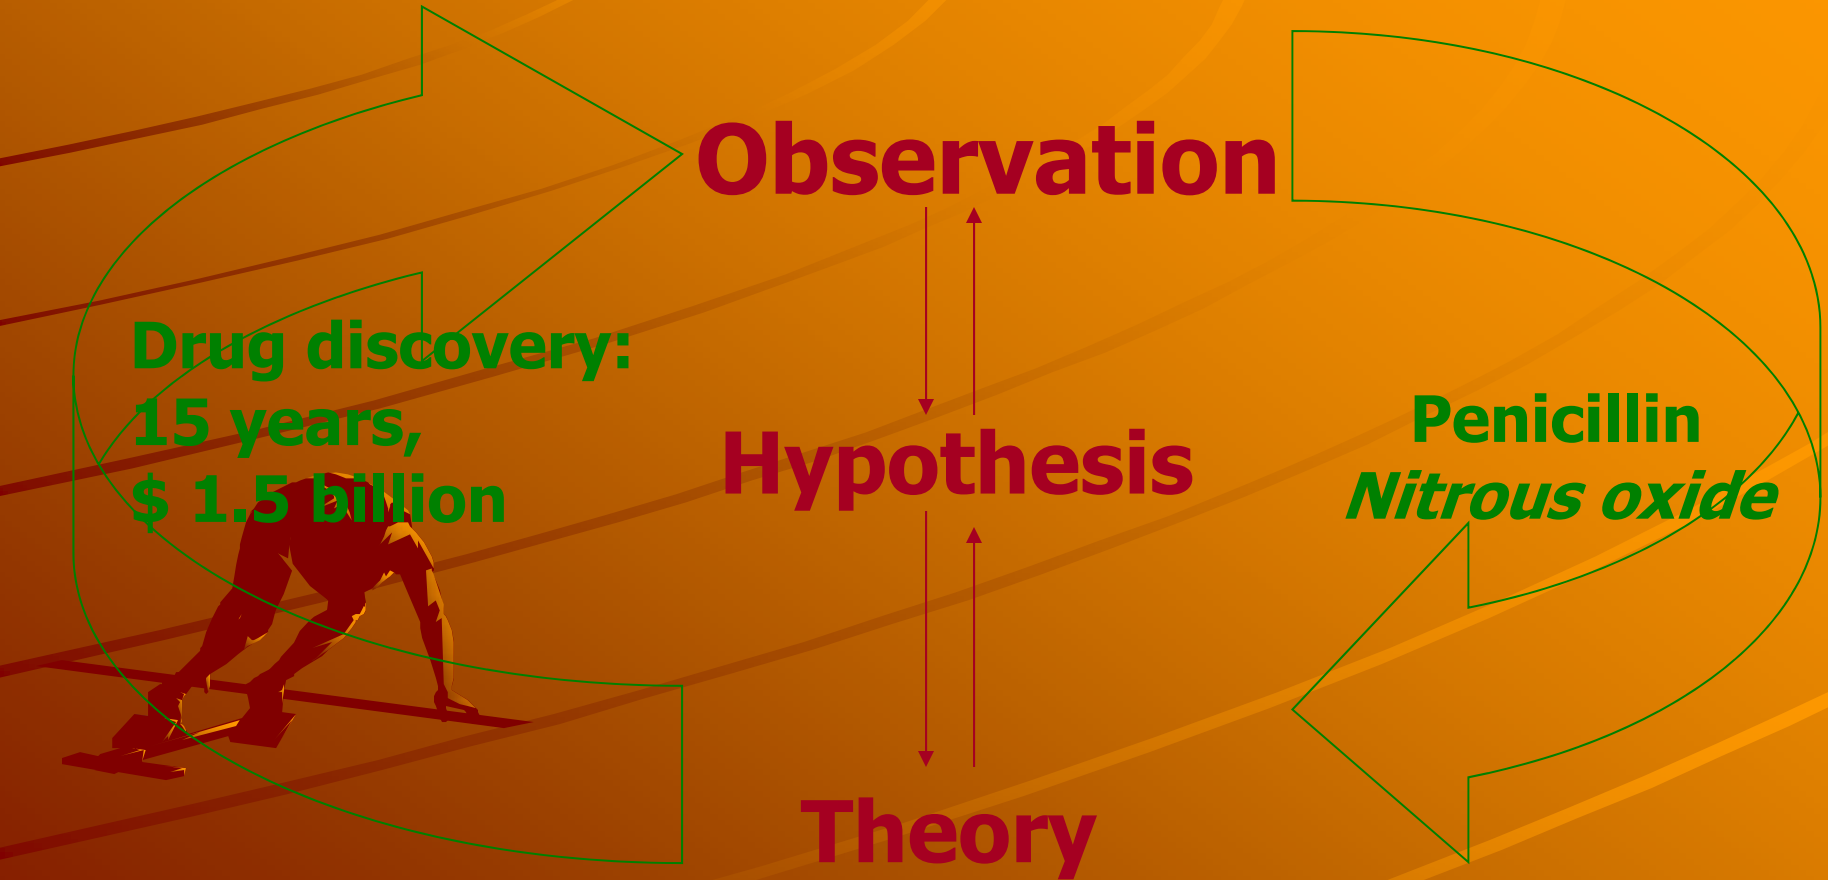 Observation
Drug discovery:
15 years,
$ 1.5 billion
Hypothesis
Penicillin
Nitrous oxide
Theory